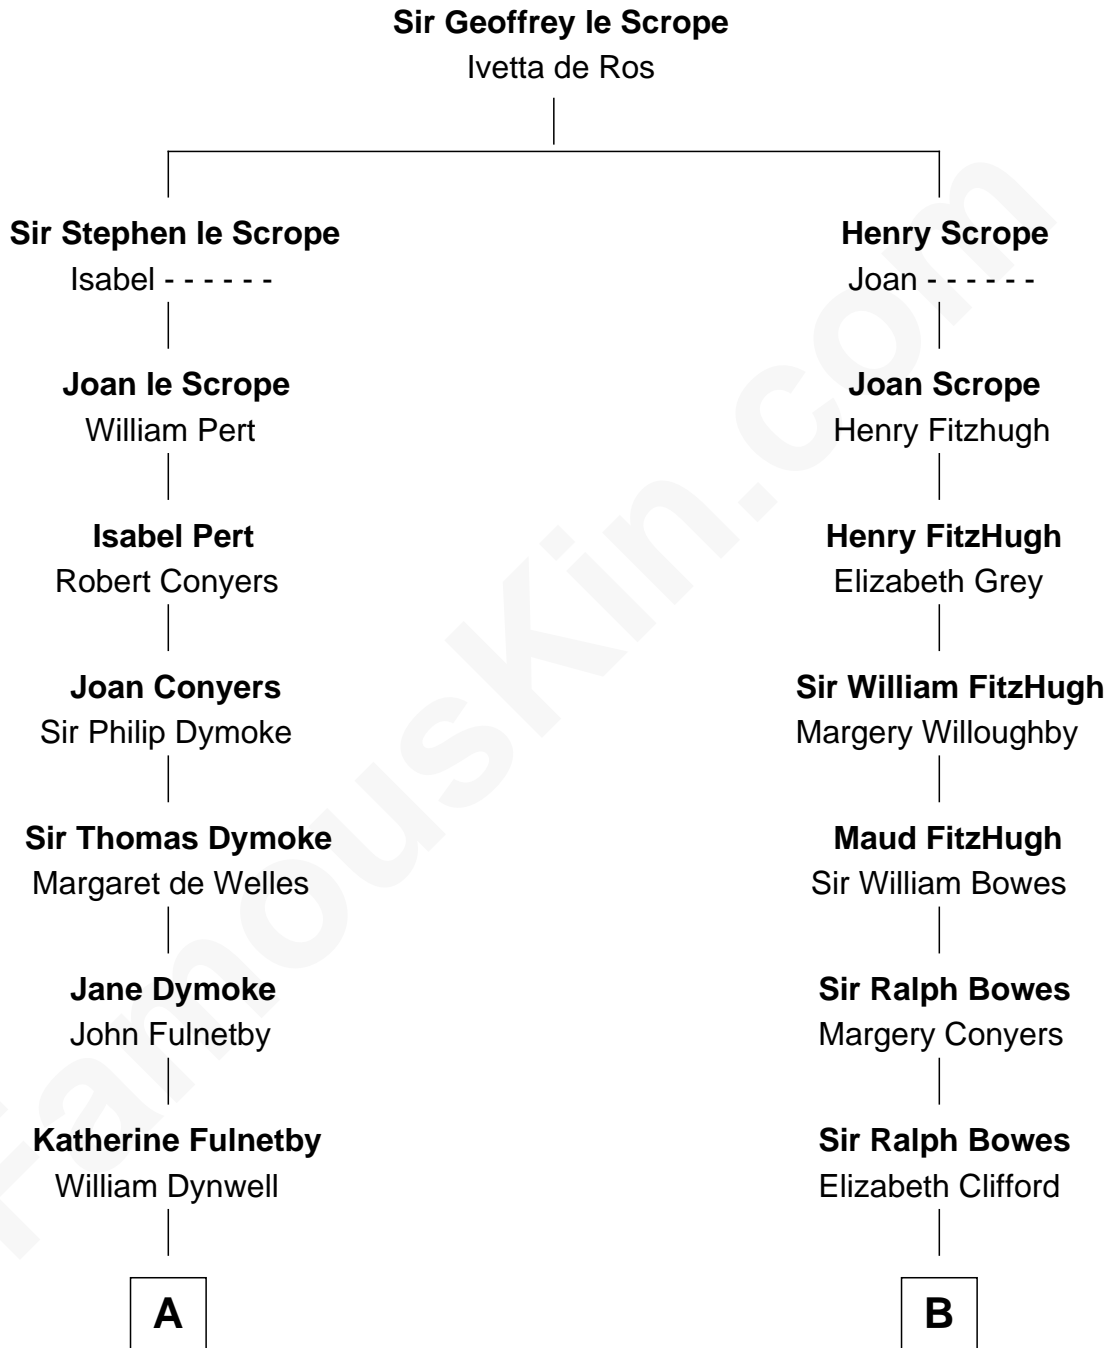 Sir Geoffrey le Scrope
Ivetta de Ros
Sir Stephen le Scrope
Isabel - - - - - -
Henry Scrope
Joan - - - - - -
Joan le Scrope
William Pert
Joan Scrope
Henry Fitzhugh
Isabel Pert
Robert Conyers
Henry FitzHugh
Elizabeth Grey
Joan Conyers
Sir Philip Dymoke
Sir William FitzHugh
Margery Willoughby
Sir Thomas Dymoke
Margaret de Welles
Maud FitzHugh
Sir William Bowes
Jane Dymoke
John Fulnetby
Sir Ralph Bowes
Margery Conyers
Katherine Fulnetby
William Dynwell
Sir Ralph Bowes
Elizabeth Clifford
A
B
FamousKin.com